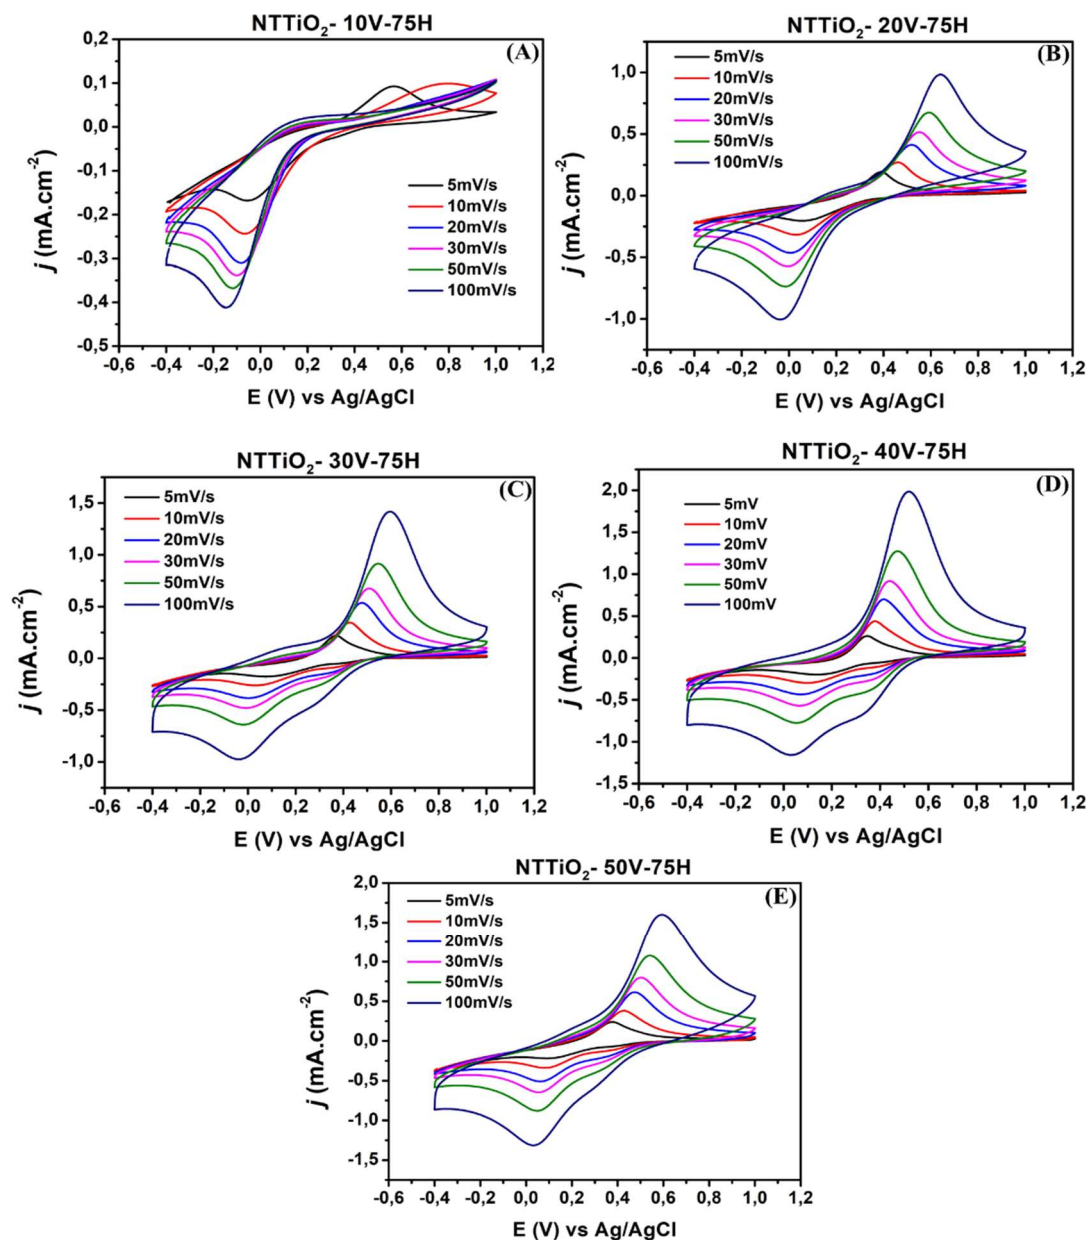 NTTiO₂- 10V-75H
(A)
0,2
0,1
0,0
-0,1
-0,2
-0,3
-0,4
-0,5
j (mA.cm⁻²)
5mV/s
10mV/s
20mV/s
30mV/s
50mV/s
100mV/s
-0,6 -0,4 -0,2 0,0 0,2 0,4 0,6 0,8 1,0 1,2
E (V) vs Ag/AgCl
NTTiO₂- 20V-75H
(B)
5mV/s
10mV/s
20mV/s
30mV/s
50mV/s
100mV/s
1,0
0,5
0,0
-0,5
-1,0
j (mA.cm⁻²)
-0,6 -0,4 -0,2 0,0 0,2 0,4 0,6 0,8 1,0 1,2
E (V) vs Ag/AgCl
NTTiO₂- 30V-75H
(C)
5mV/s
10mV/s
20mV/s
30mV/s
50mV/s
100mV/s
1,5
1,0
0,5
0,0
-0,5
-1,0
j (mA.cm⁻²)
-0,6 -0,4 -0,2 0,0 0,2 0,4 0,6 0,8 1,0 1,2
E (V) vs Ag/AgCl
NTTiO₂- 40V-75H
(D)
5mV
10mV
20mV
30mV
50mV
100mV
2,0
1,5
1,0
0,5
0,0
-0,5
-1,0
-1,5
j (mA.cm⁻²)
-0,6 -0,4 -0,2 0,0 0,2 0,4 0,6 0,8 1,0 1,2
E (V) vs Ag/AgCl
NTTiO₂- 50V-75H
(E)
5mV/s
10mV/s
20mV/s
30mV/s
50mV/s
100mV/s
2,0
1,5
1,0
0,5
0,0
-0,5
-1,0
-1,5
j (mA.cm⁻²)
-0,6 -0,4 -0,2 0,0 0,2 0,4 0,6 0,8 1,0 1,2
E (V) vs Ag/AgCl